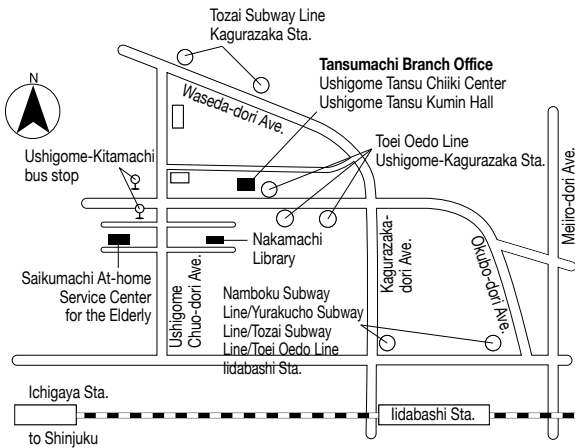 Tozai Subway Line
Kagurazaka Sta.
Tansumachi Branch Office
Ushigome Tansu Chiiki Center
Ushigome Tansu Kumin Hall
N
Waseda-dori Ave.
Toei Oedo Line
Ushigome-Kagurazaka Sta.
Ushigome-Kitamachi
bus stop
Mejiro-dori Ave.
Nakamachi
Library
Kagurazaka-
dori Ave.
Okubo-dori Ave.
Saikumachi At-home
Service Center
for the Elderly
Ushigome
Chuo-dori Ave.
Namboku Subway
Line/Yurakucho Subway
Line/Tozai Subway
Line/Toei Oedo Line
Iidabashi Sta.
Ichigaya Sta.
Iidabashi Sta.
to Shinjuku